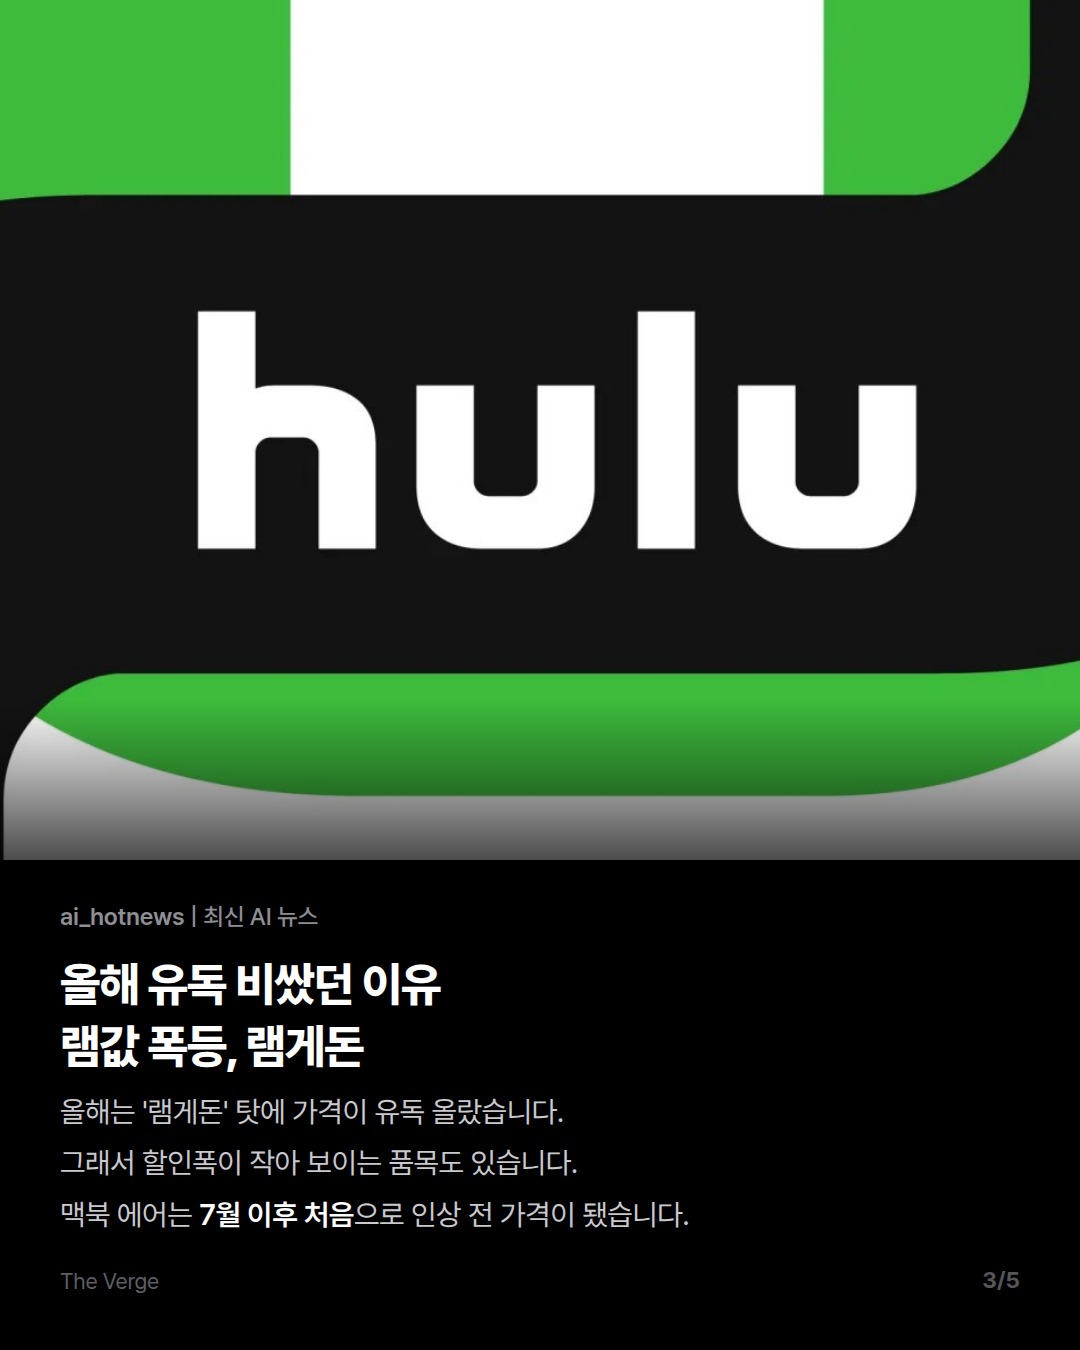 hulu
ai_hotnews | 최신 AI 뉴스
올해 유독 비쌌던 이유
램값 폭등, 램게돈
올해는 '램게돈' 탓에 가격이 유독 올랐습니다.
그래서 할인폭이 작아 보이는 품목도 있습니다.
맥북 에어는 7월 이후 처음으로 인상 전 가격이 됐습니다.
The Verge
3/5